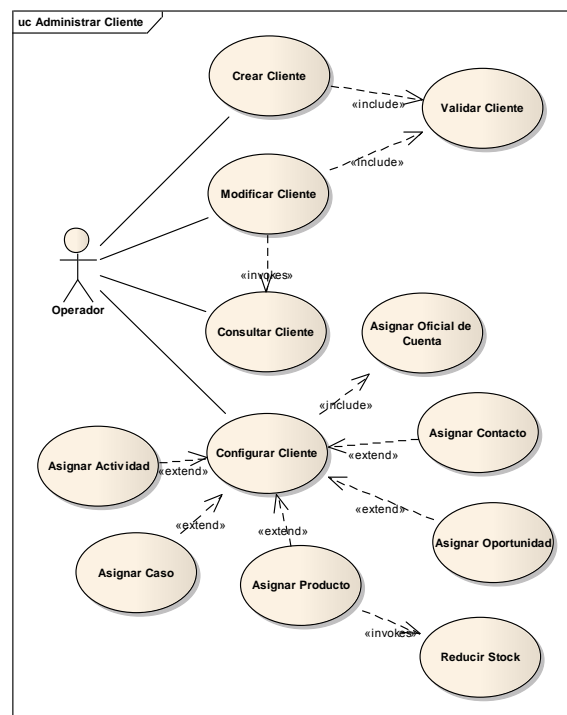 uc Administrar Cliente
Crear Cliente
«include»
Validar Cliente
«include»
Modificar Cliente
«invokes»
Operador
Consultar Cliente
Asignar Oficial de
Cuenta
«include»
Asignar Contacto
«extend»
Configurar Cliente
Asignar Actividad
«extend»
«extend»
Asignar Oportunidad
«extend»
«extend»
Asignar Caso
Asignar Producto
«invokes»
Reducir Stock